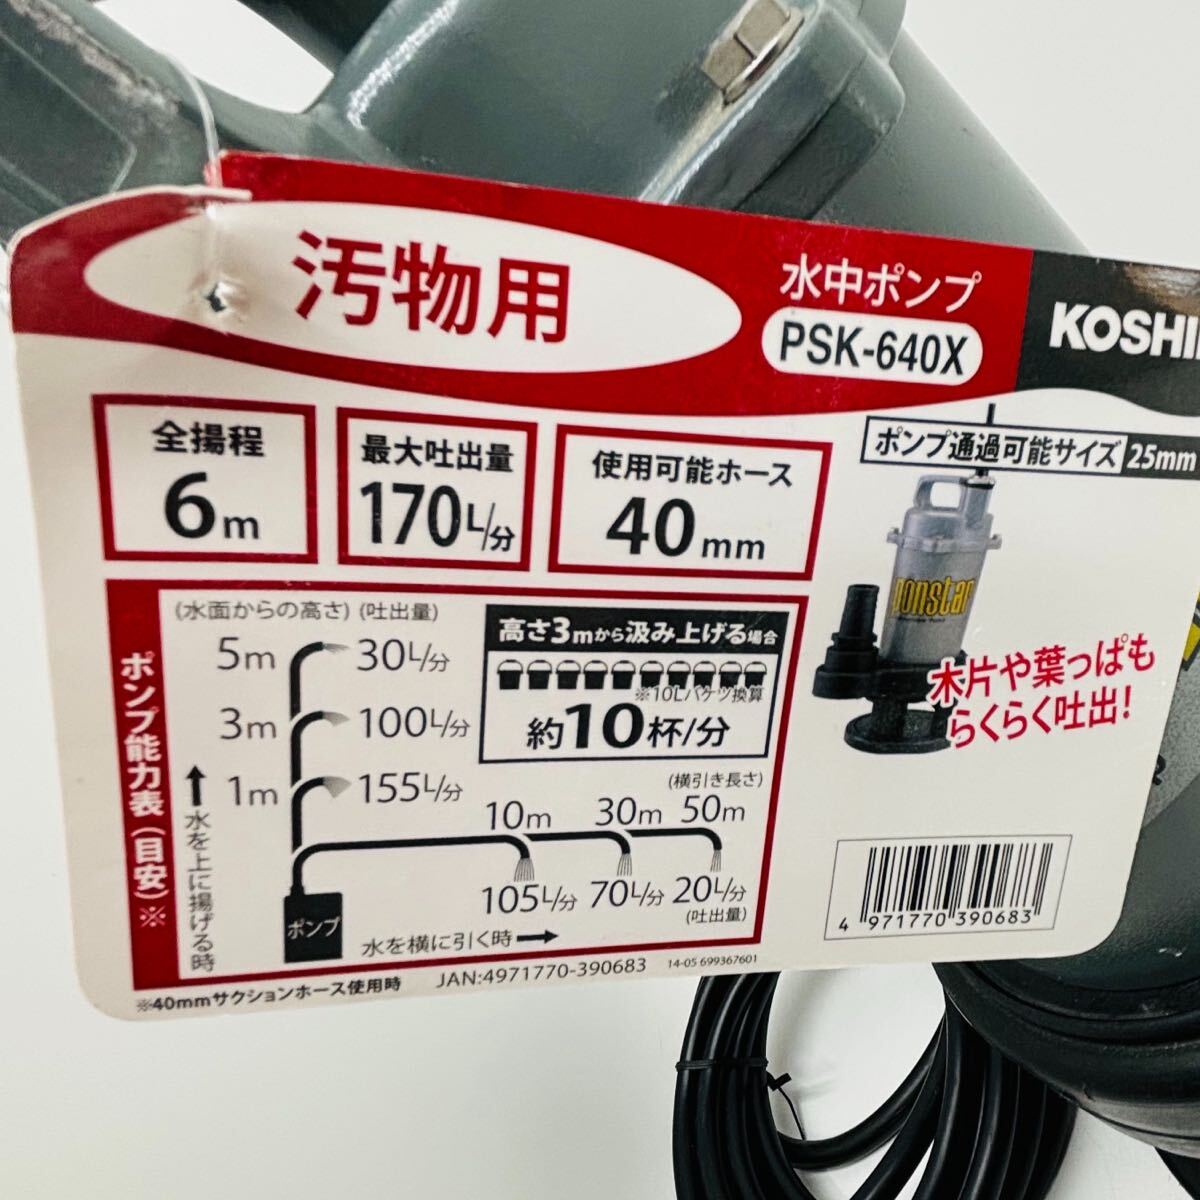 汚物用
水中ポンプ
PSK-640X
KOSHI
全揚程
6m
最大吐出量
170L/分
使用可能ホース
40mm
ポンプ通過可能サイズ 25mm
ponstar
木片や葉っぱも
らくらく吐出!
ポンプ能力表(目安)※
(水面からの高さ) (吐出量)
5m 30L/分
3m 100L/分
1m 155L/分
水を上に揚げる時
高さ3mから汲み上げる場合
※10Lバケツ換算
約10杯/分
(横引き長さ)
10m 30m 50m
105L/分 70L/分 20L/分
(吐出量)
ポンプ
水を横に引く時
※40mmサクションホース使用時
JAN:4971770-390683
14-05 699367601
4 971770 390683